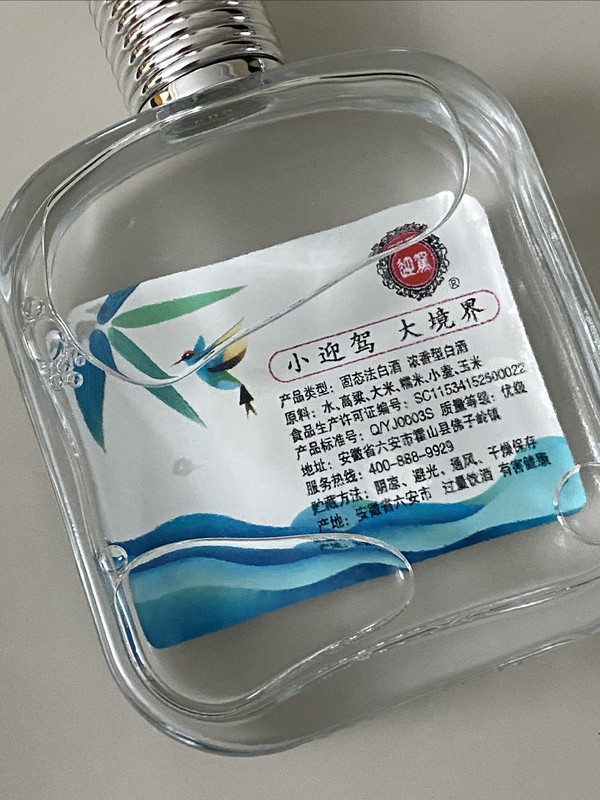 迎驾
®
小迎驾 大境界
产品类型：固态法白酒 浓香型白酒
原料：水、高粱、大米、糯米、小麦、玉米
食品生产许可证编号：SC11534152500022
产品标准号：Q/YJ0003S 质量等级：优级
地址：安徽省六安市霍山县佛子岭镇
服务热线：400-888-9929
贮藏方法：阴凉、避光、通风、干燥保存
产地：安徽省六安市 过量饮酒 有害健康